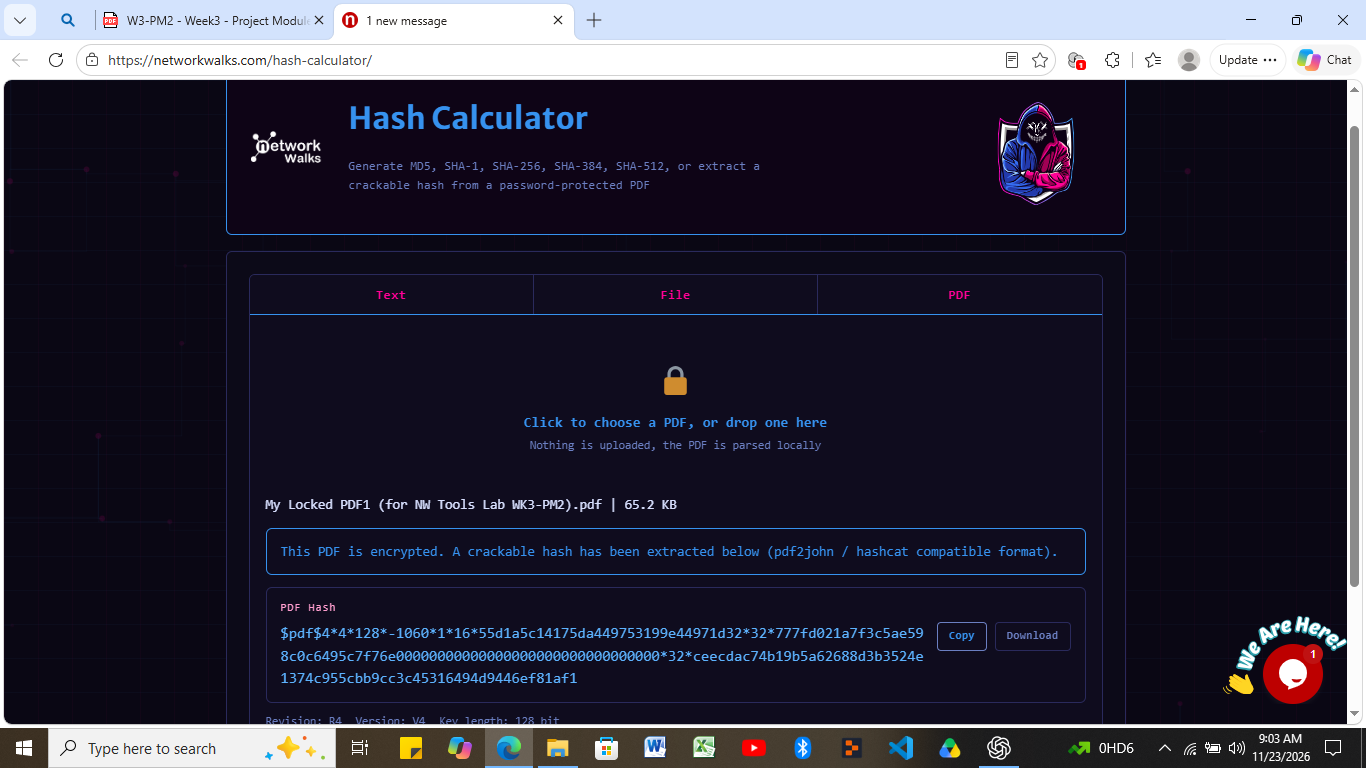 W3-PM2 - Week3 - Project Module
1 new message
https://networkwalks.com/hash-calculator/
1
Update
Chat
network
Walks
Hash Calculator
Generate MD5, SHA-1, SHA-256, SHA-384, SHA-512, or extract a
crackable hash from a password-protected PDF
Text
File
PDF
Click to choose a PDF, or drop one here
Nothing is uploaded, the PDF is parsed locally
My Locked PDF1 (for NW Tools Lab WK3-PM2).pdf | 65.2 KB
This PDF is encrypted. A crackable hash has been extracted below (pdf2john / hashcat compatible format).
PDF Hash
$pdf$4*4*128*-1060*1*16*55d1a5c14175da449753199e44971d32*32*777fd021a7f3c5ae59
8c0c6495c7f76e00000000000000000000000000000000*32*ceecdac74b19b5a62688d3b3524e
1374c955cbb9cc3c45316494d9446ef81af1
Copy
Download
Revision: R4 Version: V4 Key length: 128 bit
We Are Here!
1
Type here to search
0HD6
9:03 AM
11/23/2026